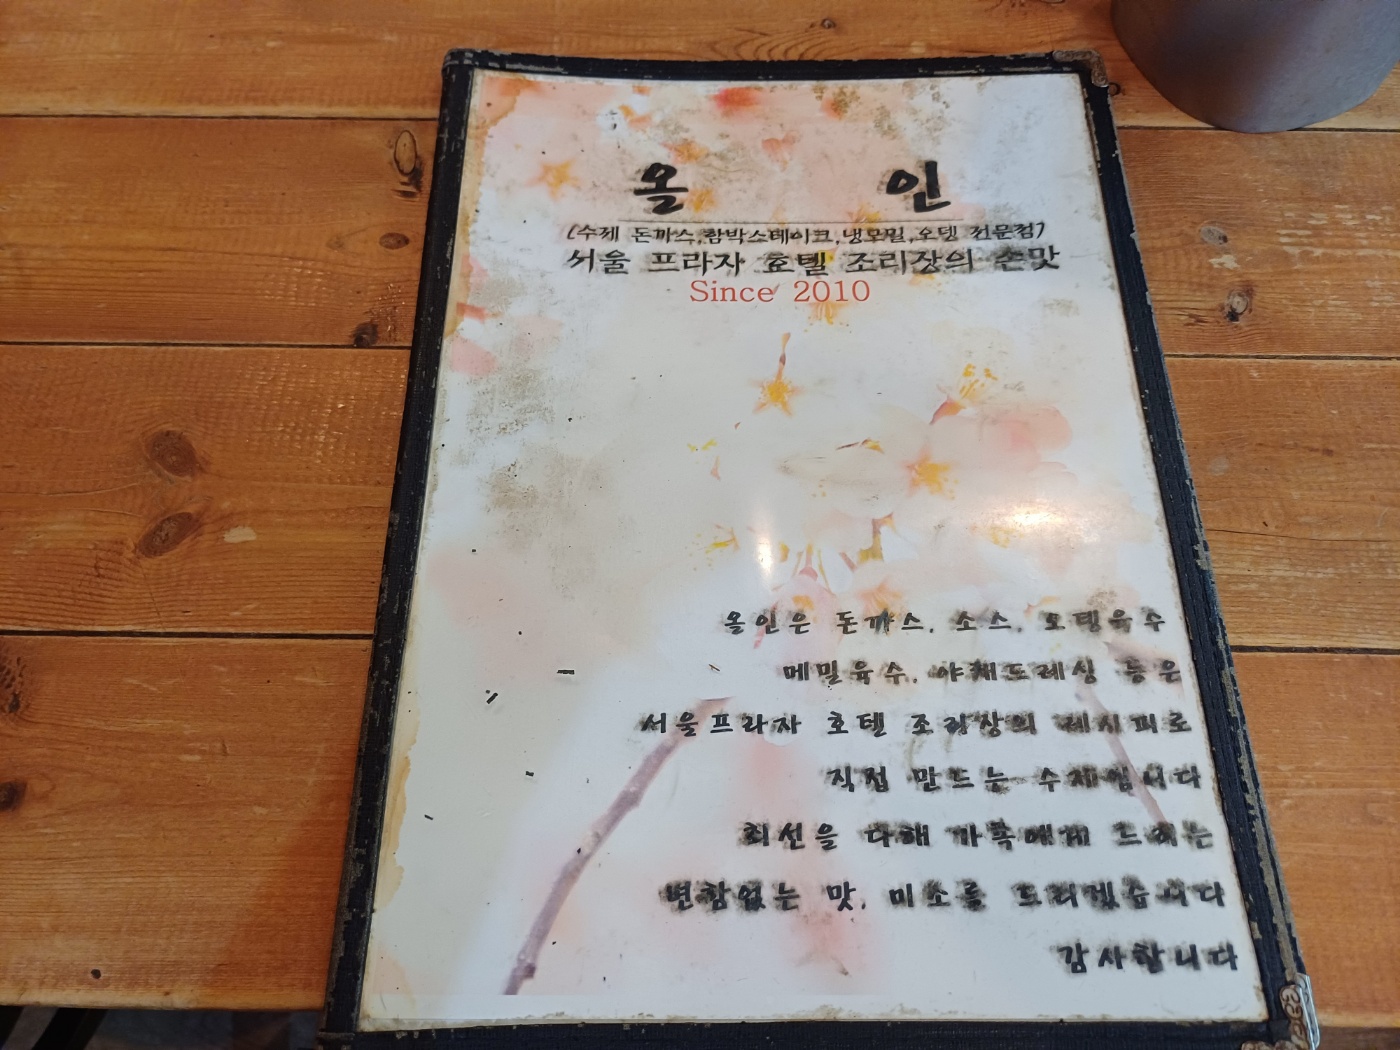 올 인
(수제 돈까스,함박스테이크,냉모밀,오뎅 전문점)
서울 프라자 호텔 조리장의 손맛
Since 2010
올인은 돈까스, 소스, 오뎅육수
메밀육수, 야채드레싱 등은
서울프라자 호텔 조리장의 레시피로
직접 만드는 수제입니다
최선을 다해 가족에게 드리는
변함없는 맛, 미소를 드리겠습니다
감사합니다